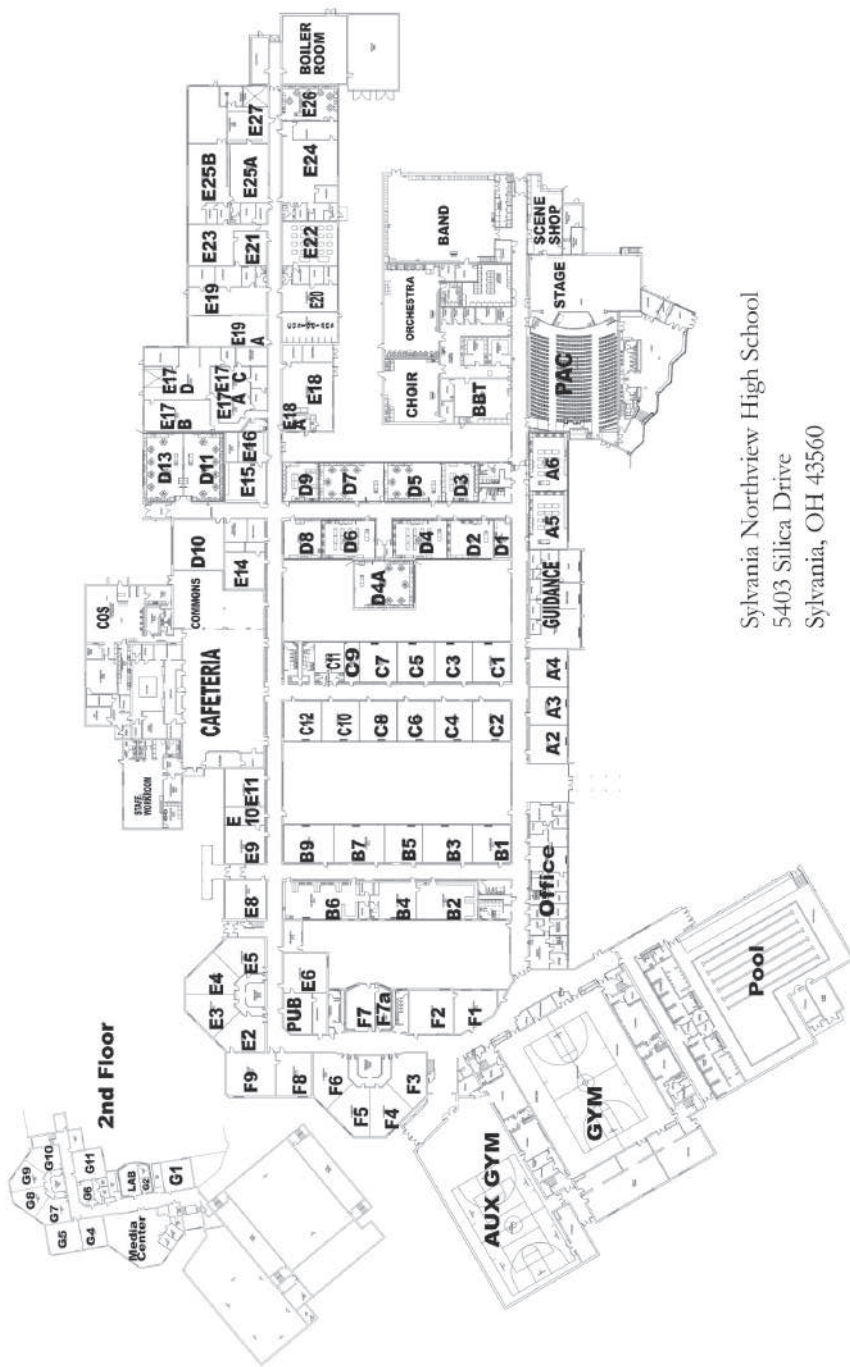 2nd Floor
G9
G8
G10
G7
G11
G6
G5
G4
LAB
G2
G1
Media
Center
STAFF
WORKROOM
COS
CAFETERIA
COMMONS
D10
E14
D13
D11
E15
E16
E17
B
E17
D
E17
A
E17
C
E19
A
E19
E23
E21
E25B
E25A
E27
BOILER
ROOM
E4
E3
E5
E2
E8
E9
E
10
E11
F9
F8
F6
F5
F4
F3
PUB
E6
F7
F7a
F2
F1
B6
B4
B2
B9
B7
B5
B3
B1
C12
C10
C8
C6
C4
C2
C11
C9
C7
C5
C3
C1
D4A
D8
D6
D4
D2
D1
D9
D7
D5
D3
E18
A
E18
E20
E22
E24
E26
CHOIR
ORCHESTRA
BAND
BBT
Office
A2
A3
A4
GUIDANCE
A5
A6
PAC
STAGE
SCENE
SHOP
AUX GYM
GYM
Pool
Sylvania Northview High School
5403 Silica Drive
Sylvania, OH 43560